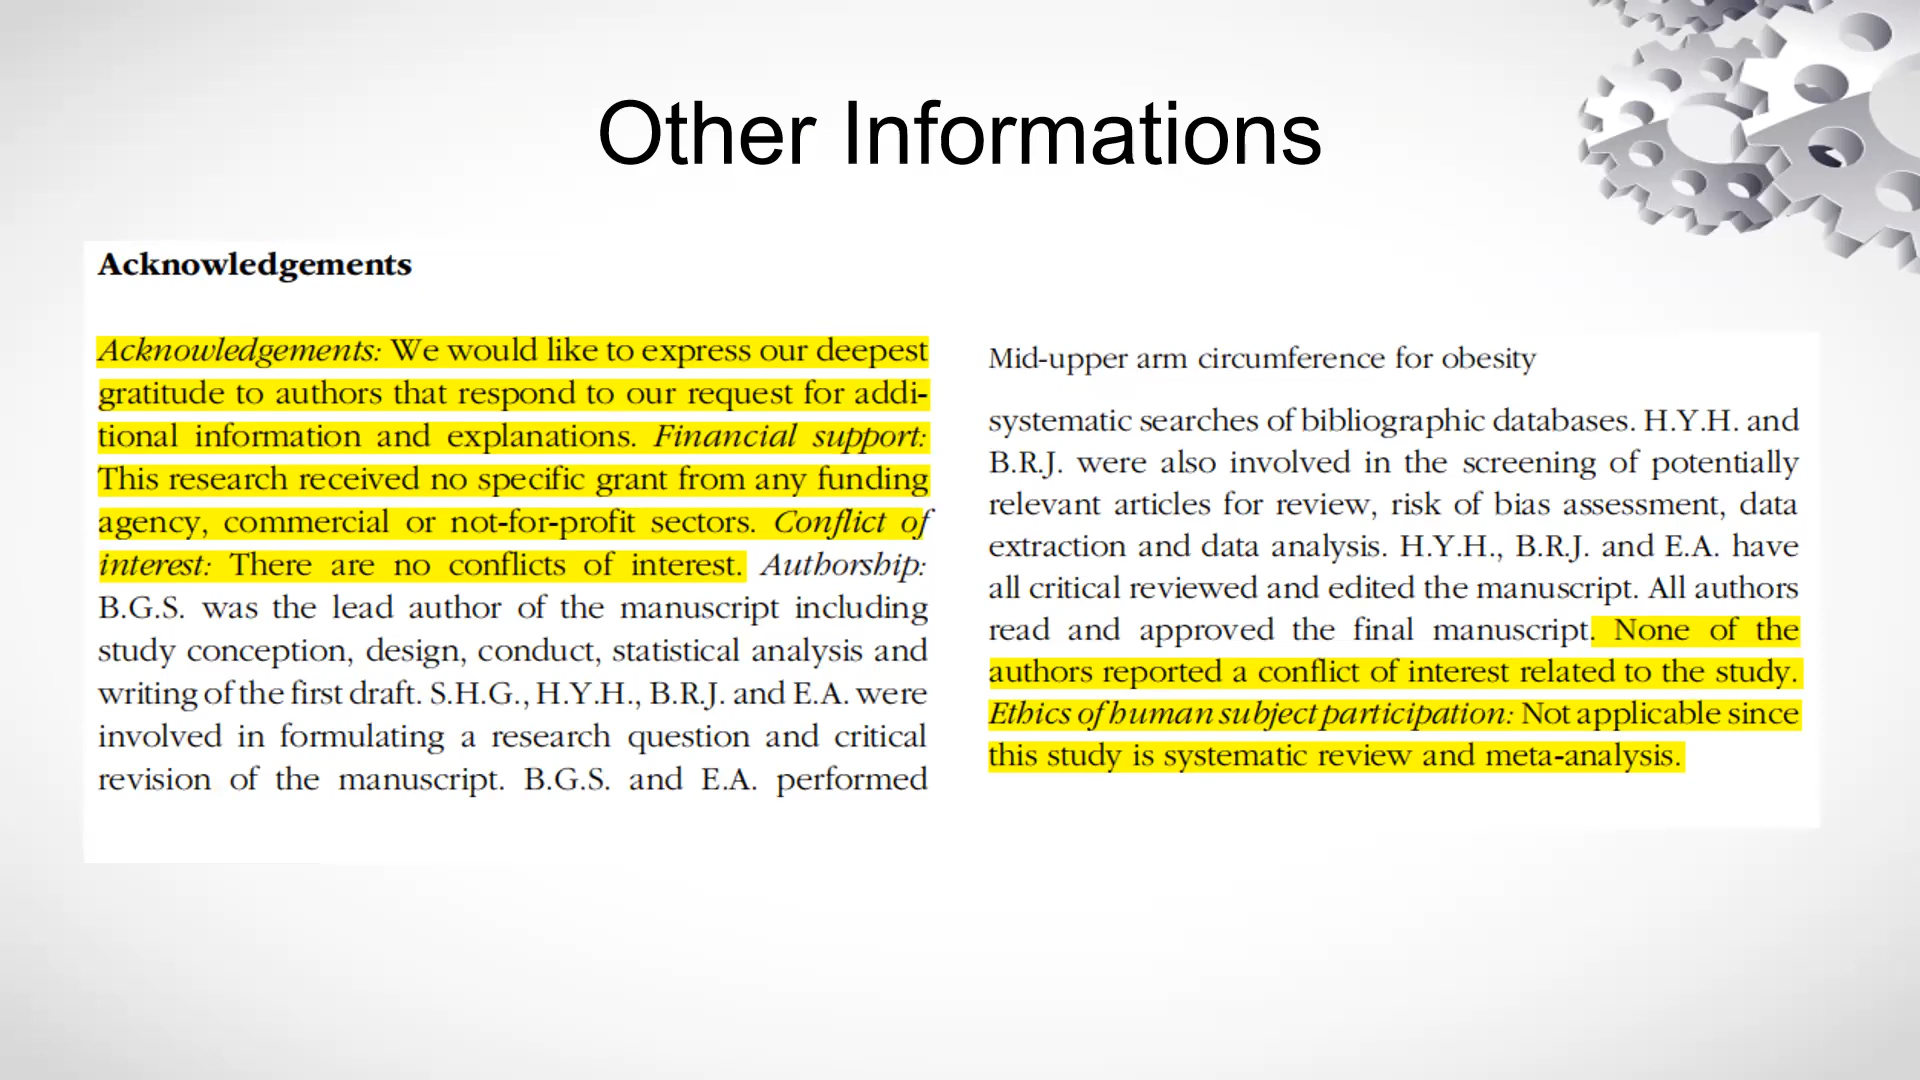 Other Informations
Acknowledgements
Acknowledgements: We would like to express our deepest
gratitude to authors that respond to our request for addi-
tional information and explanations. Financial support:
This research received no specific grant from any funding
agency, commercial or not-for-profit sectors. Conflict of
interest: There are no conflicts of interest. Authorship:
B.G.S. was the lead author of the manuscript including
study conception, design, conduct, statistical analysis and
writing of the first draft. S.H.G., H.Y.H., B.R.J. and E.A. were
involved in formulating a research question and critical
revision of the manuscript. B.G.S. and E.A. performed
Mid-upper arm circumference for obesity
systematic searches of bibliographic databases. H.Y.H. and
B.R.J. were also involved in the screening of potentially
relevant articles for review, risk of bias assessment, data
extraction and data analysis. H.Y.H., B.R.J. and E.A. have
all critical reviewed and edited the manuscript. All authors
read and approved the final manuscript. None of the
authors reported a conflict of interest related to the study.
Ethics of human subject participation: Not applicable since
this study is systematic review and meta-analysis.